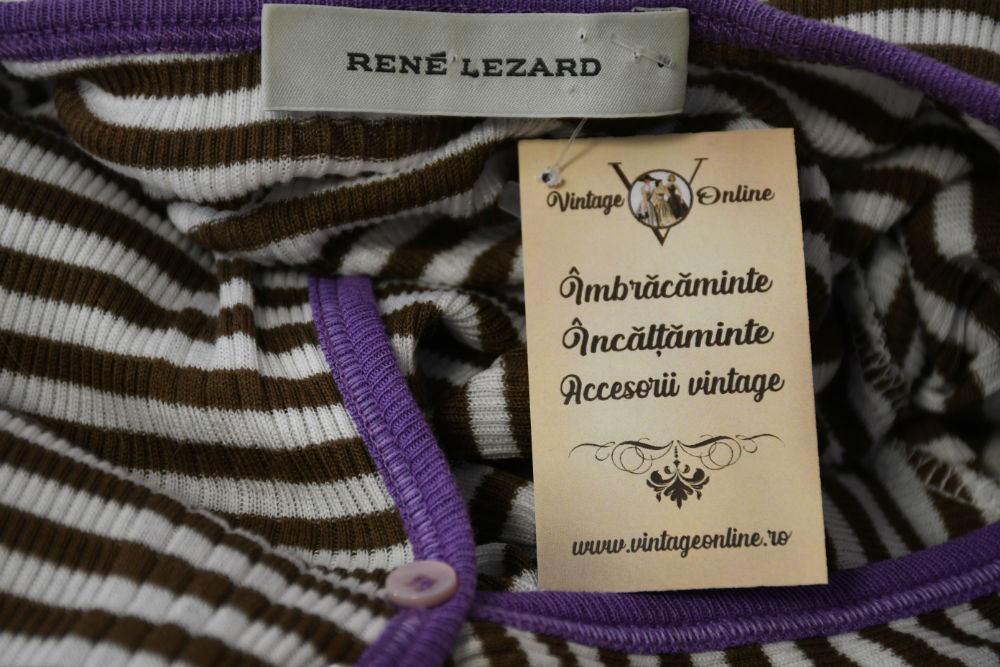 RENÉ LEZARD
Vintage Online
Îmbrăcăminte
Încălțăminte
Accesorii vintage
www.vintageonline.ro